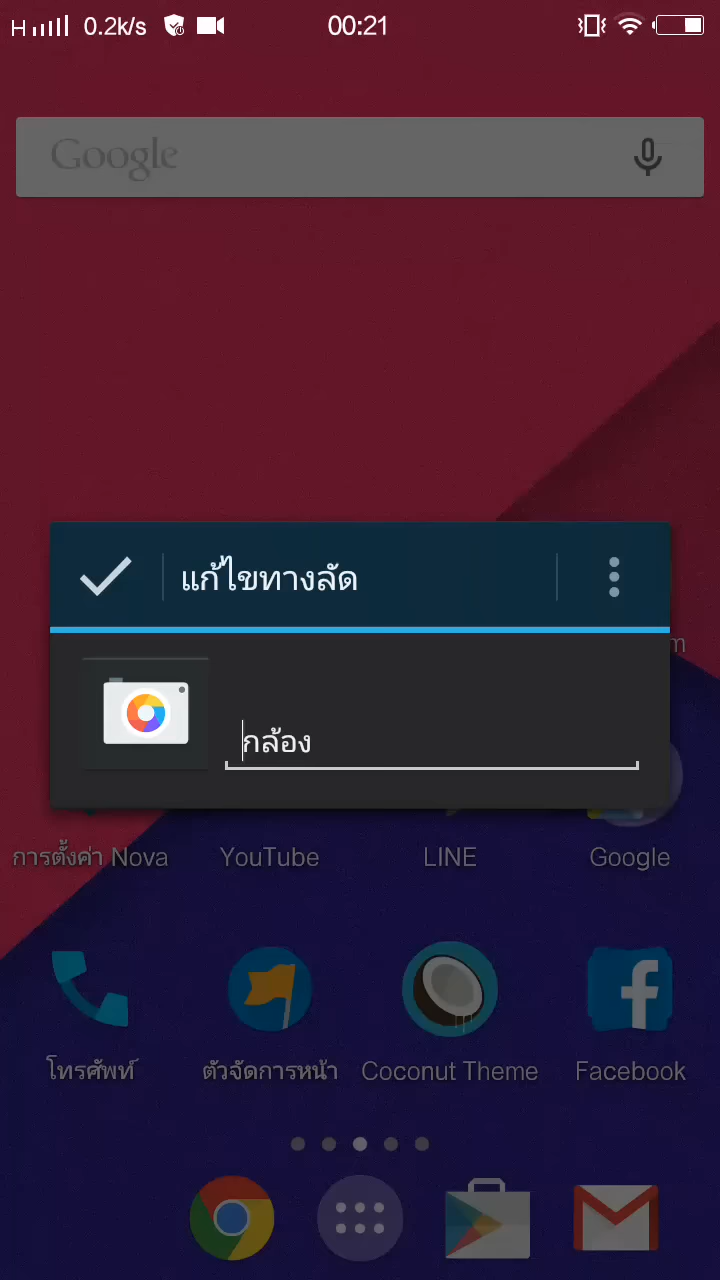 H 0.2k/s 00:21
Google
แก้ไขทางลัด
m
กล้อง
การตั้งค่า Nova YouTube LINE Google
โทรศัพท์ ตัวจัดการหน้า Coconut Theme Facebook